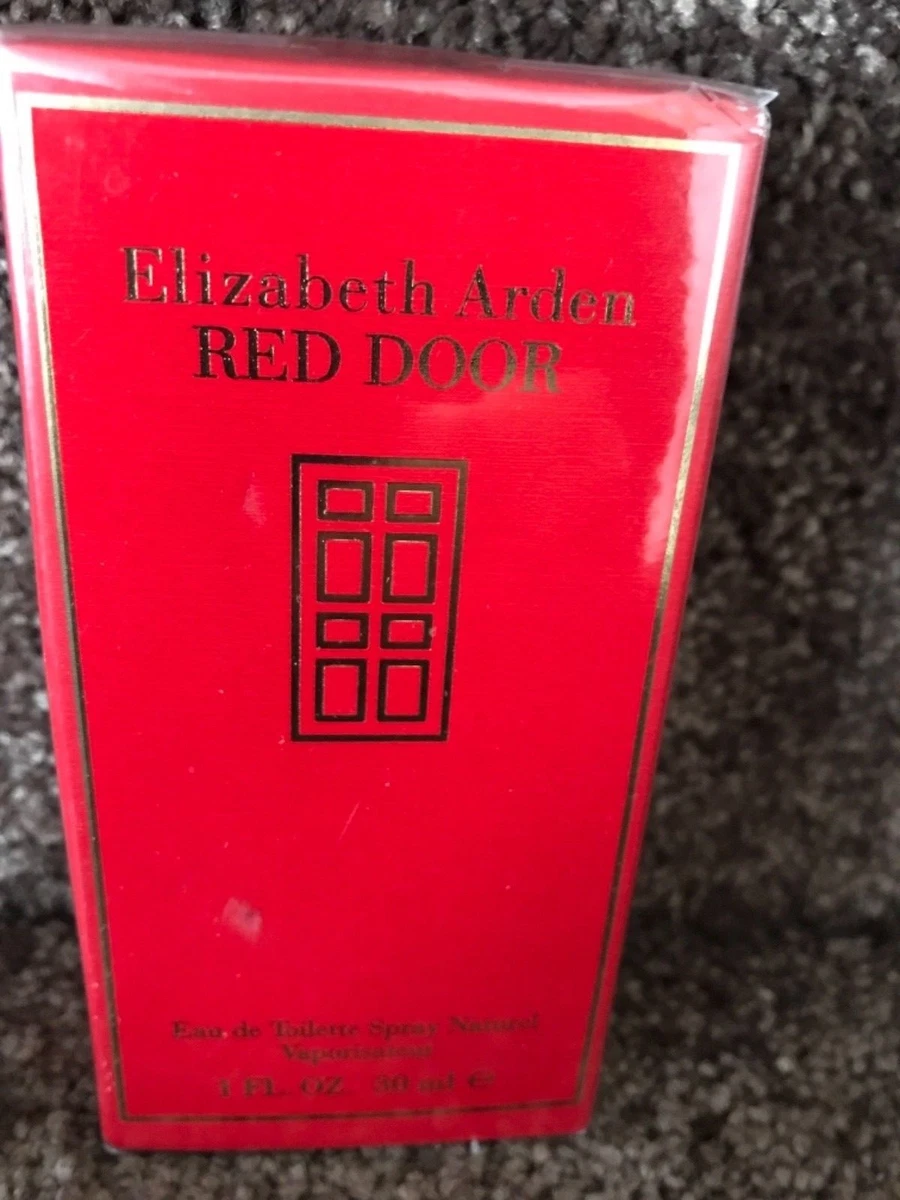 Elizabeth Arden
RED DOOR
Eau de Toilette Spray Naturel
Vaporisateur
1 FL. OZ 30 ml ℮